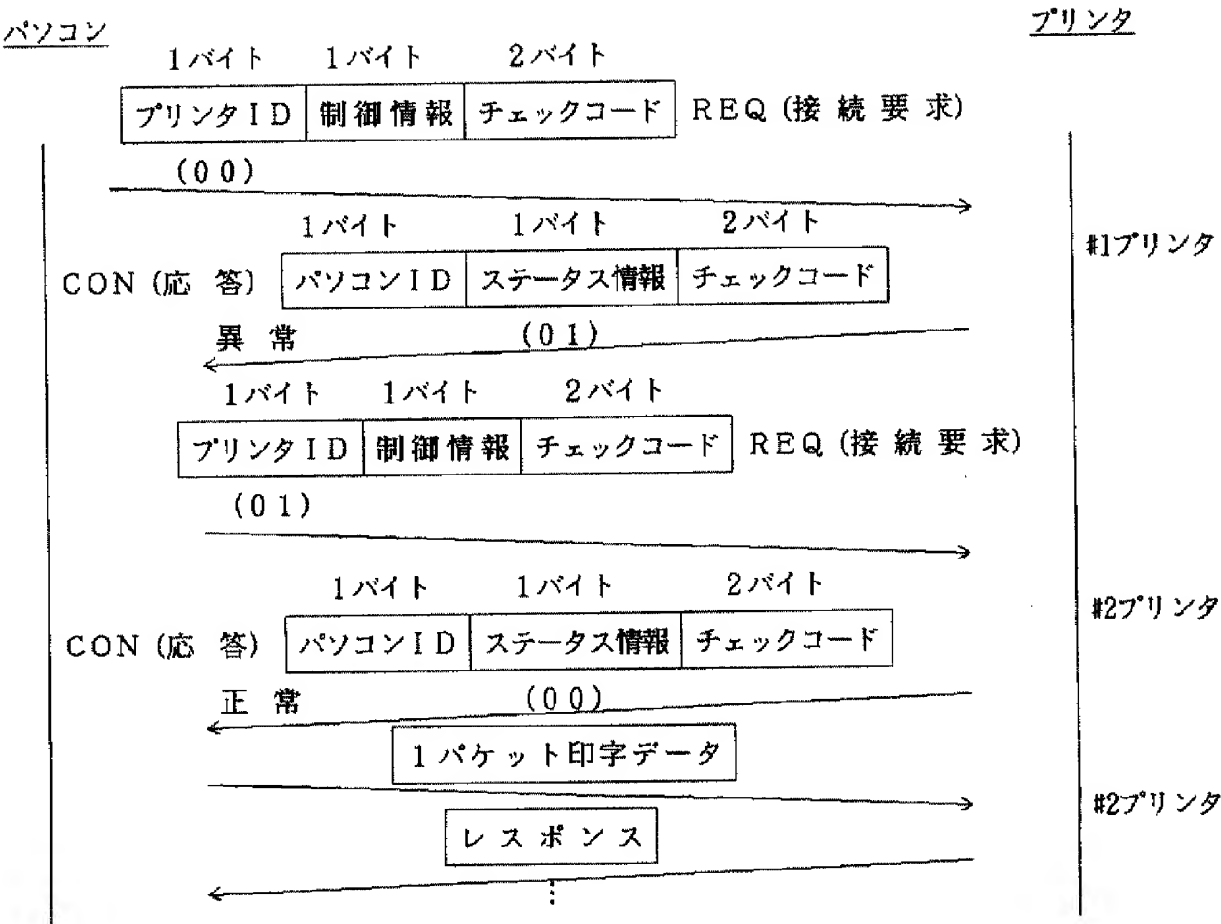 パソコン
プリンタ
1バイト 1バイト 2バイト
プリンタID 制御情報 チェックコード REQ(接続要求)
(00)
1バイト 1バイト 2バイト
#1プリンタ
CON(応答) パソコンID ステータス情報 チェックコード
異常 (01)
1バイト 1バイト 2バイト
プリンタID 制御情報 チェックコード REQ(接続要求)
(01)
1バイト 1バイト 2バイト
#2プリンタ
CON(応答) パソコンID ステータス情報 チェックコード
正常 (00)
1パケット印字データ
#2プリンタ
レスポンス